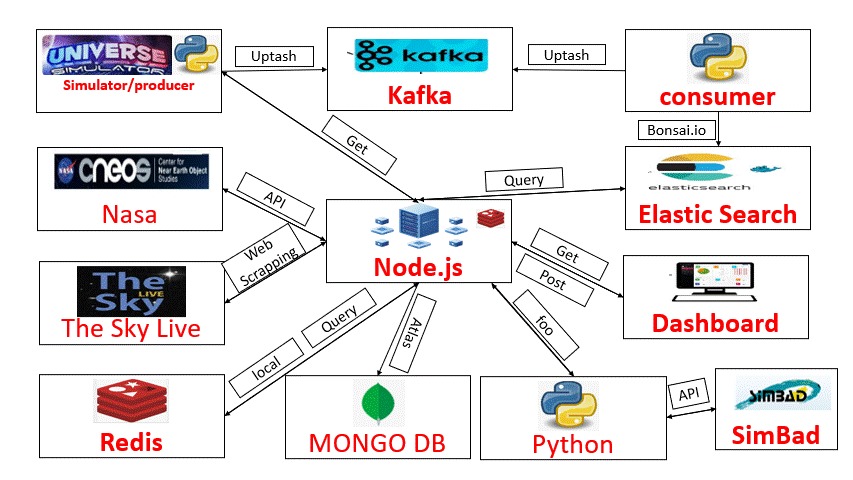 UNIVERSE
SIMULATOR
Simulator/producer
Uptash
kafka
Kafka
Uptash
consumer
Bonsai.io
Get
NASA
CNEOS
Center for
Near Earth Object
Studies
Nasa
API
Query
elasticsearch
Elastic Search
Node.js
Web
Scrapping
The
Sky
LIVE
The Sky Live
Get
Post
Dashboard
local
Query
Atlas
foo
Redis
MONGO DB
Python
API
SIMBAD
SimBad